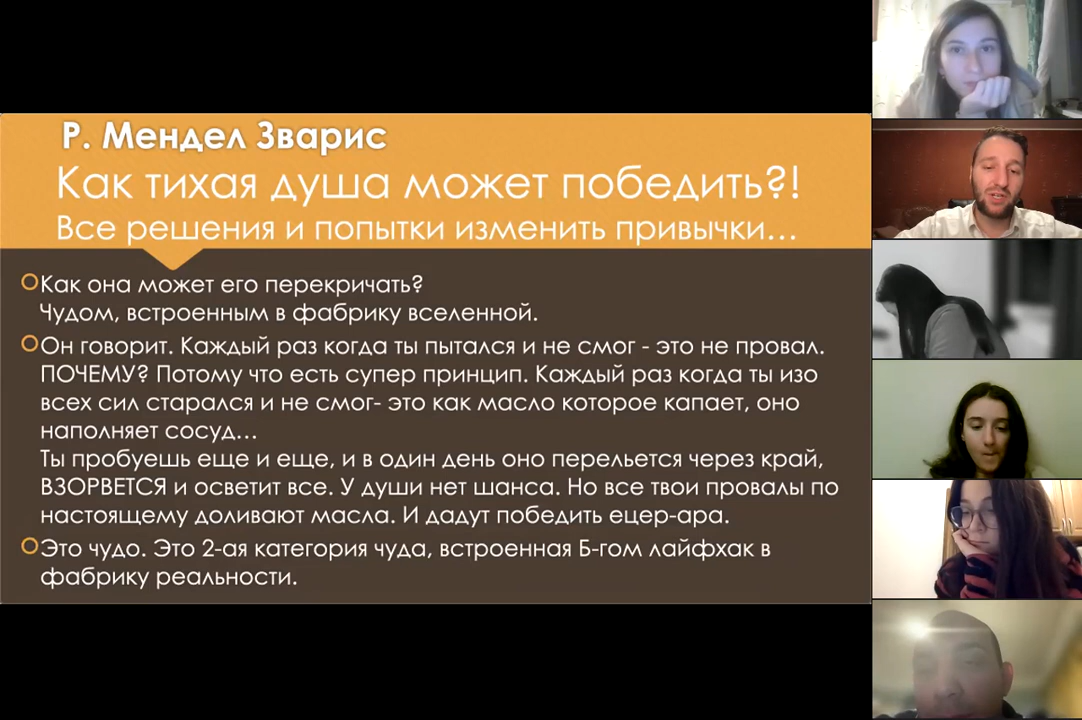 Р. Мендел Зварис
Как тихая душа может победить?!
Все решения и попытки изменить привычки...
Как она может его перекричать?
Чудом, встроенным в фабрику вселенной.
Он говорит. Каждый раз когда ты пытался и не смог - это не провал.
ПОЧЕМУ? Потому что есть супер принцип. Каждый раз когда ты изо
всех сил старался и не смог- это как масло которое капает, оно
наполняет сосуд...
Ты пробуешь еще и еще, и в один день оно перельется через край,
ВЗОРВЕТСЯ и осветит все. У души нет шанса. Но все твои провалы по
настоящему доливают масла. И дадут победить ецер-ара.
Это чудо. Это 2-ая категория чуда, встроенная Б-гом лайфхак в
фабрику реальности.